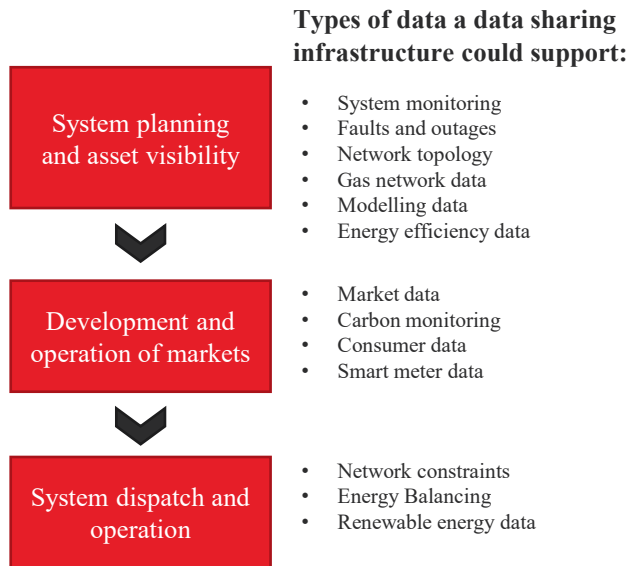 Types of data a data sharing
infrastructure could support:
System planning
and asset visibility
• System monitoring
• Faults and outages
• Network topology
• Gas network data
• Modelling data
• Energy efficiency data
Development and
operation of markets
• Market data
• Carbon monitoring
• Consumer data
• Smart meter data
System dispatch and
operation
• Network constraints
• Energy Balancing
• Renewable energy data